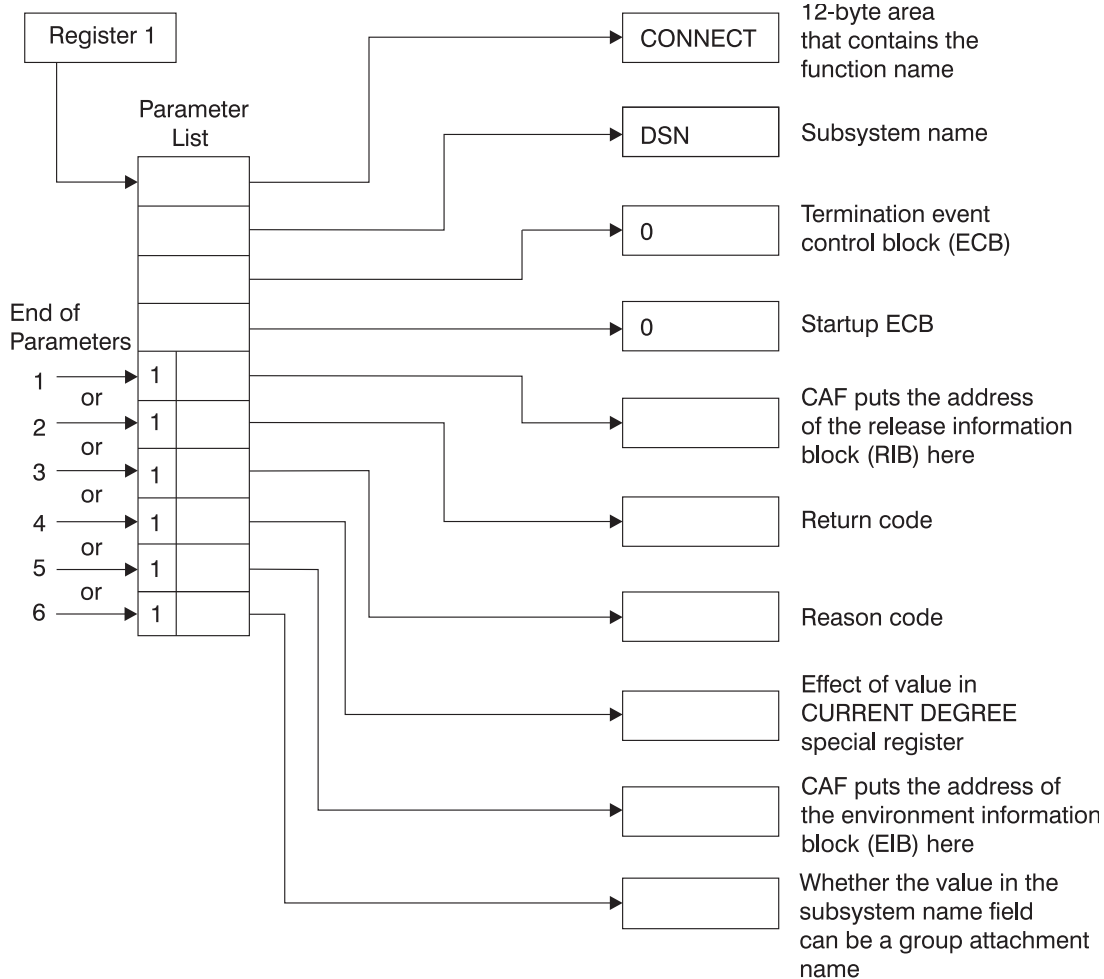 Register 1
Parameter
List
End of
Parameters
1
or
2
or
3
or
4
or
5
or
6
1
1
1
1
1
1
CONNECT
12-byte area
that contains the
function name
DSN
Subsystem name
0
Termination event
control block (ECB)
0
Startup ECB
CAF puts the address
of the release information
block (RIB) here
Return code
Reason code
Effect of value in
CURRENT DEGREE
special register
CAF puts the address of
the environment information
block (EIB) here
Whether the value in the
subsystem name field
can be a group attachment
name